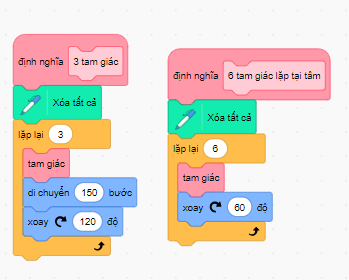 định nghĩa 3 tam giác
Xóa tất cả
lặp lại 3
tam giác
di chuyển 150 bước
xoay 120 độ
định nghĩa 6 tam giác lặp tại tâm
Xóa tất cả
lặp lại 6
tam giác
xoay 60 độ